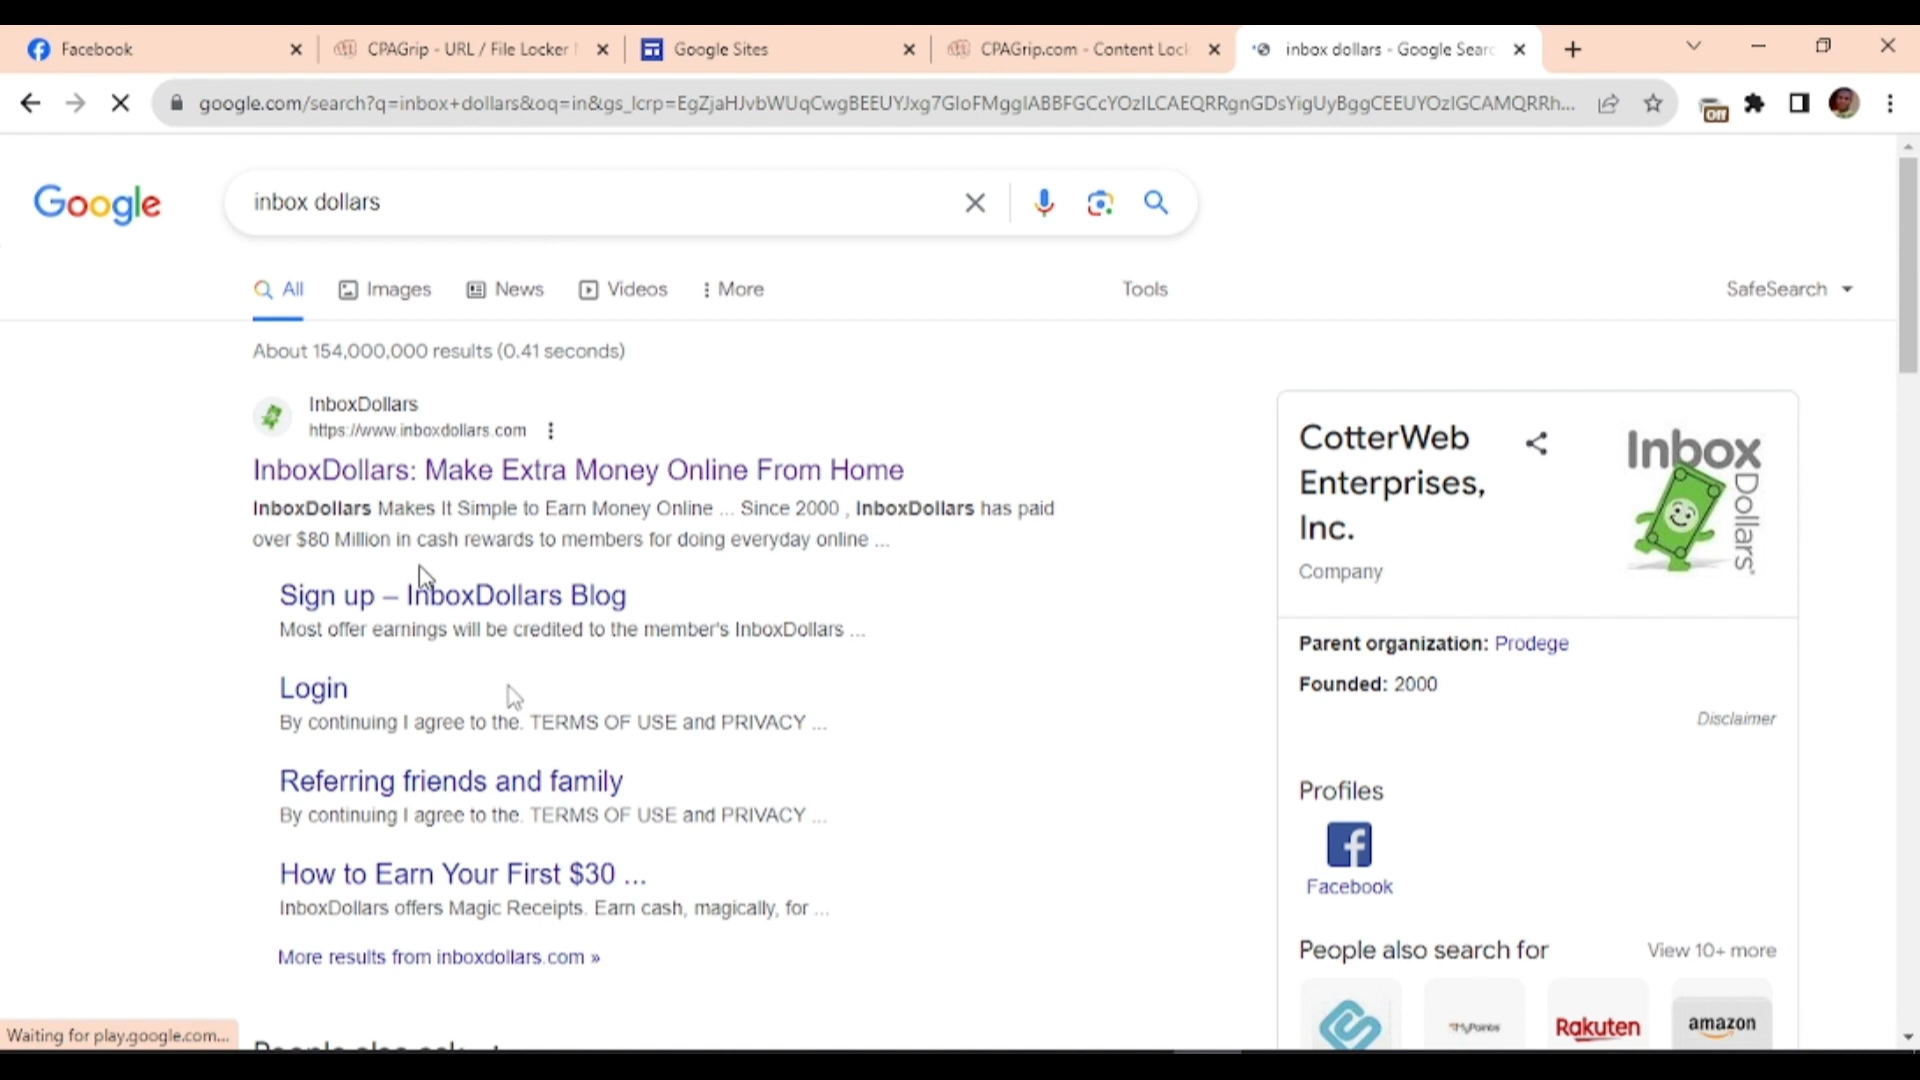 Facebook
CPAGrip - URL / File Locker
Google Sites
CPAGrip.com - Content Lock
inbox dollars - Google Searc
google.com/search?q=inbox+dollars&oq=in&gs_lcrp=
Off
Google
inbox dollars
All
Images
News
Videos
More
Tools
SafeSearch
About 154,000,000 results (0.41 seconds)
InboxDollars
https://www.inboxdollars.com
InboxDollars: Make Extra Money Online From Home
InboxDollars Makes It Simple to Earn Money Online ... Since 2000 , InboxDollars has paid
over $80 Million in cash rewards to members for doing everyday online ...
Sign up – InboxDollars Blog
Most offer earnings will be credited to the member's InboxDollars ...
Login
By continuing I agree to the. TERMS OF USE and PRIVACY ...
Referring friends and family
By continuing I agree to the. TERMS OF USE and PRIVACY ...
How to Earn Your First $30 ...
InboxDollars offers Magic Receipts. Earn cash, magically, for ...
More results from inboxdollars.com »
CotterWeb
Enterprises,
Inc.
Company
Inbox
Dollars
Parent organization: Prodege
Founded: 2000
Disclaimer
Profiles
Facebook
People also search for
View 10+ more
MyPoints
Rakuten
amazon
Waiting for play.google.com...